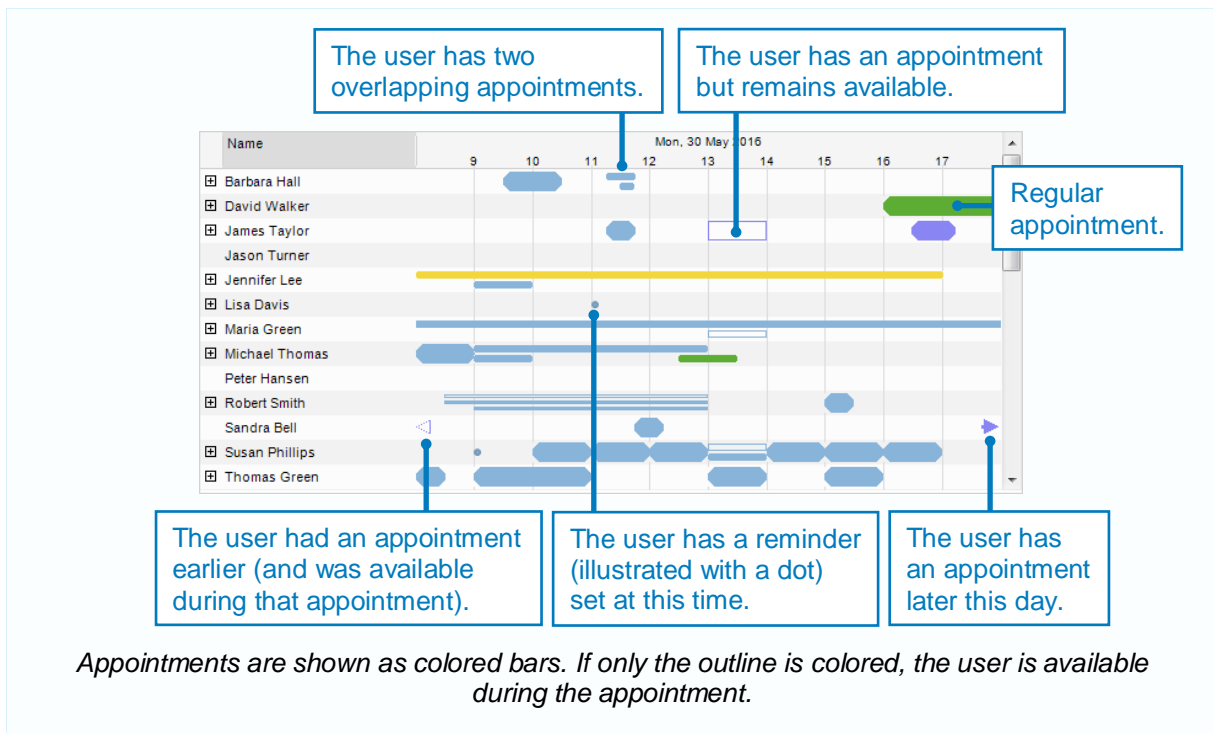 The user has two
overlapping appointments.
The user has an appointment
but remains available.
Name
Mon, 30 May 2016
9 10 11 12 13 14 15 16 17
Barbara Hall
David Walker
Regular
appointment.
James Taylor
Jason Turner
Jennifer Lee
Lisa Davis
Maria Green
Michael Thomas
Peter Hansen
Robert Smith
Sandra Bell
Susan Phillips
Thomas Green
The user had an appointment
earlier (and was available
during that appointment).
The user has a reminder
(illustrated with a dot)
set at this time.
The user has
an appointment
later this day.
Appointments are shown as colored bars. If only the outline is colored, the user is available
during the appointment.